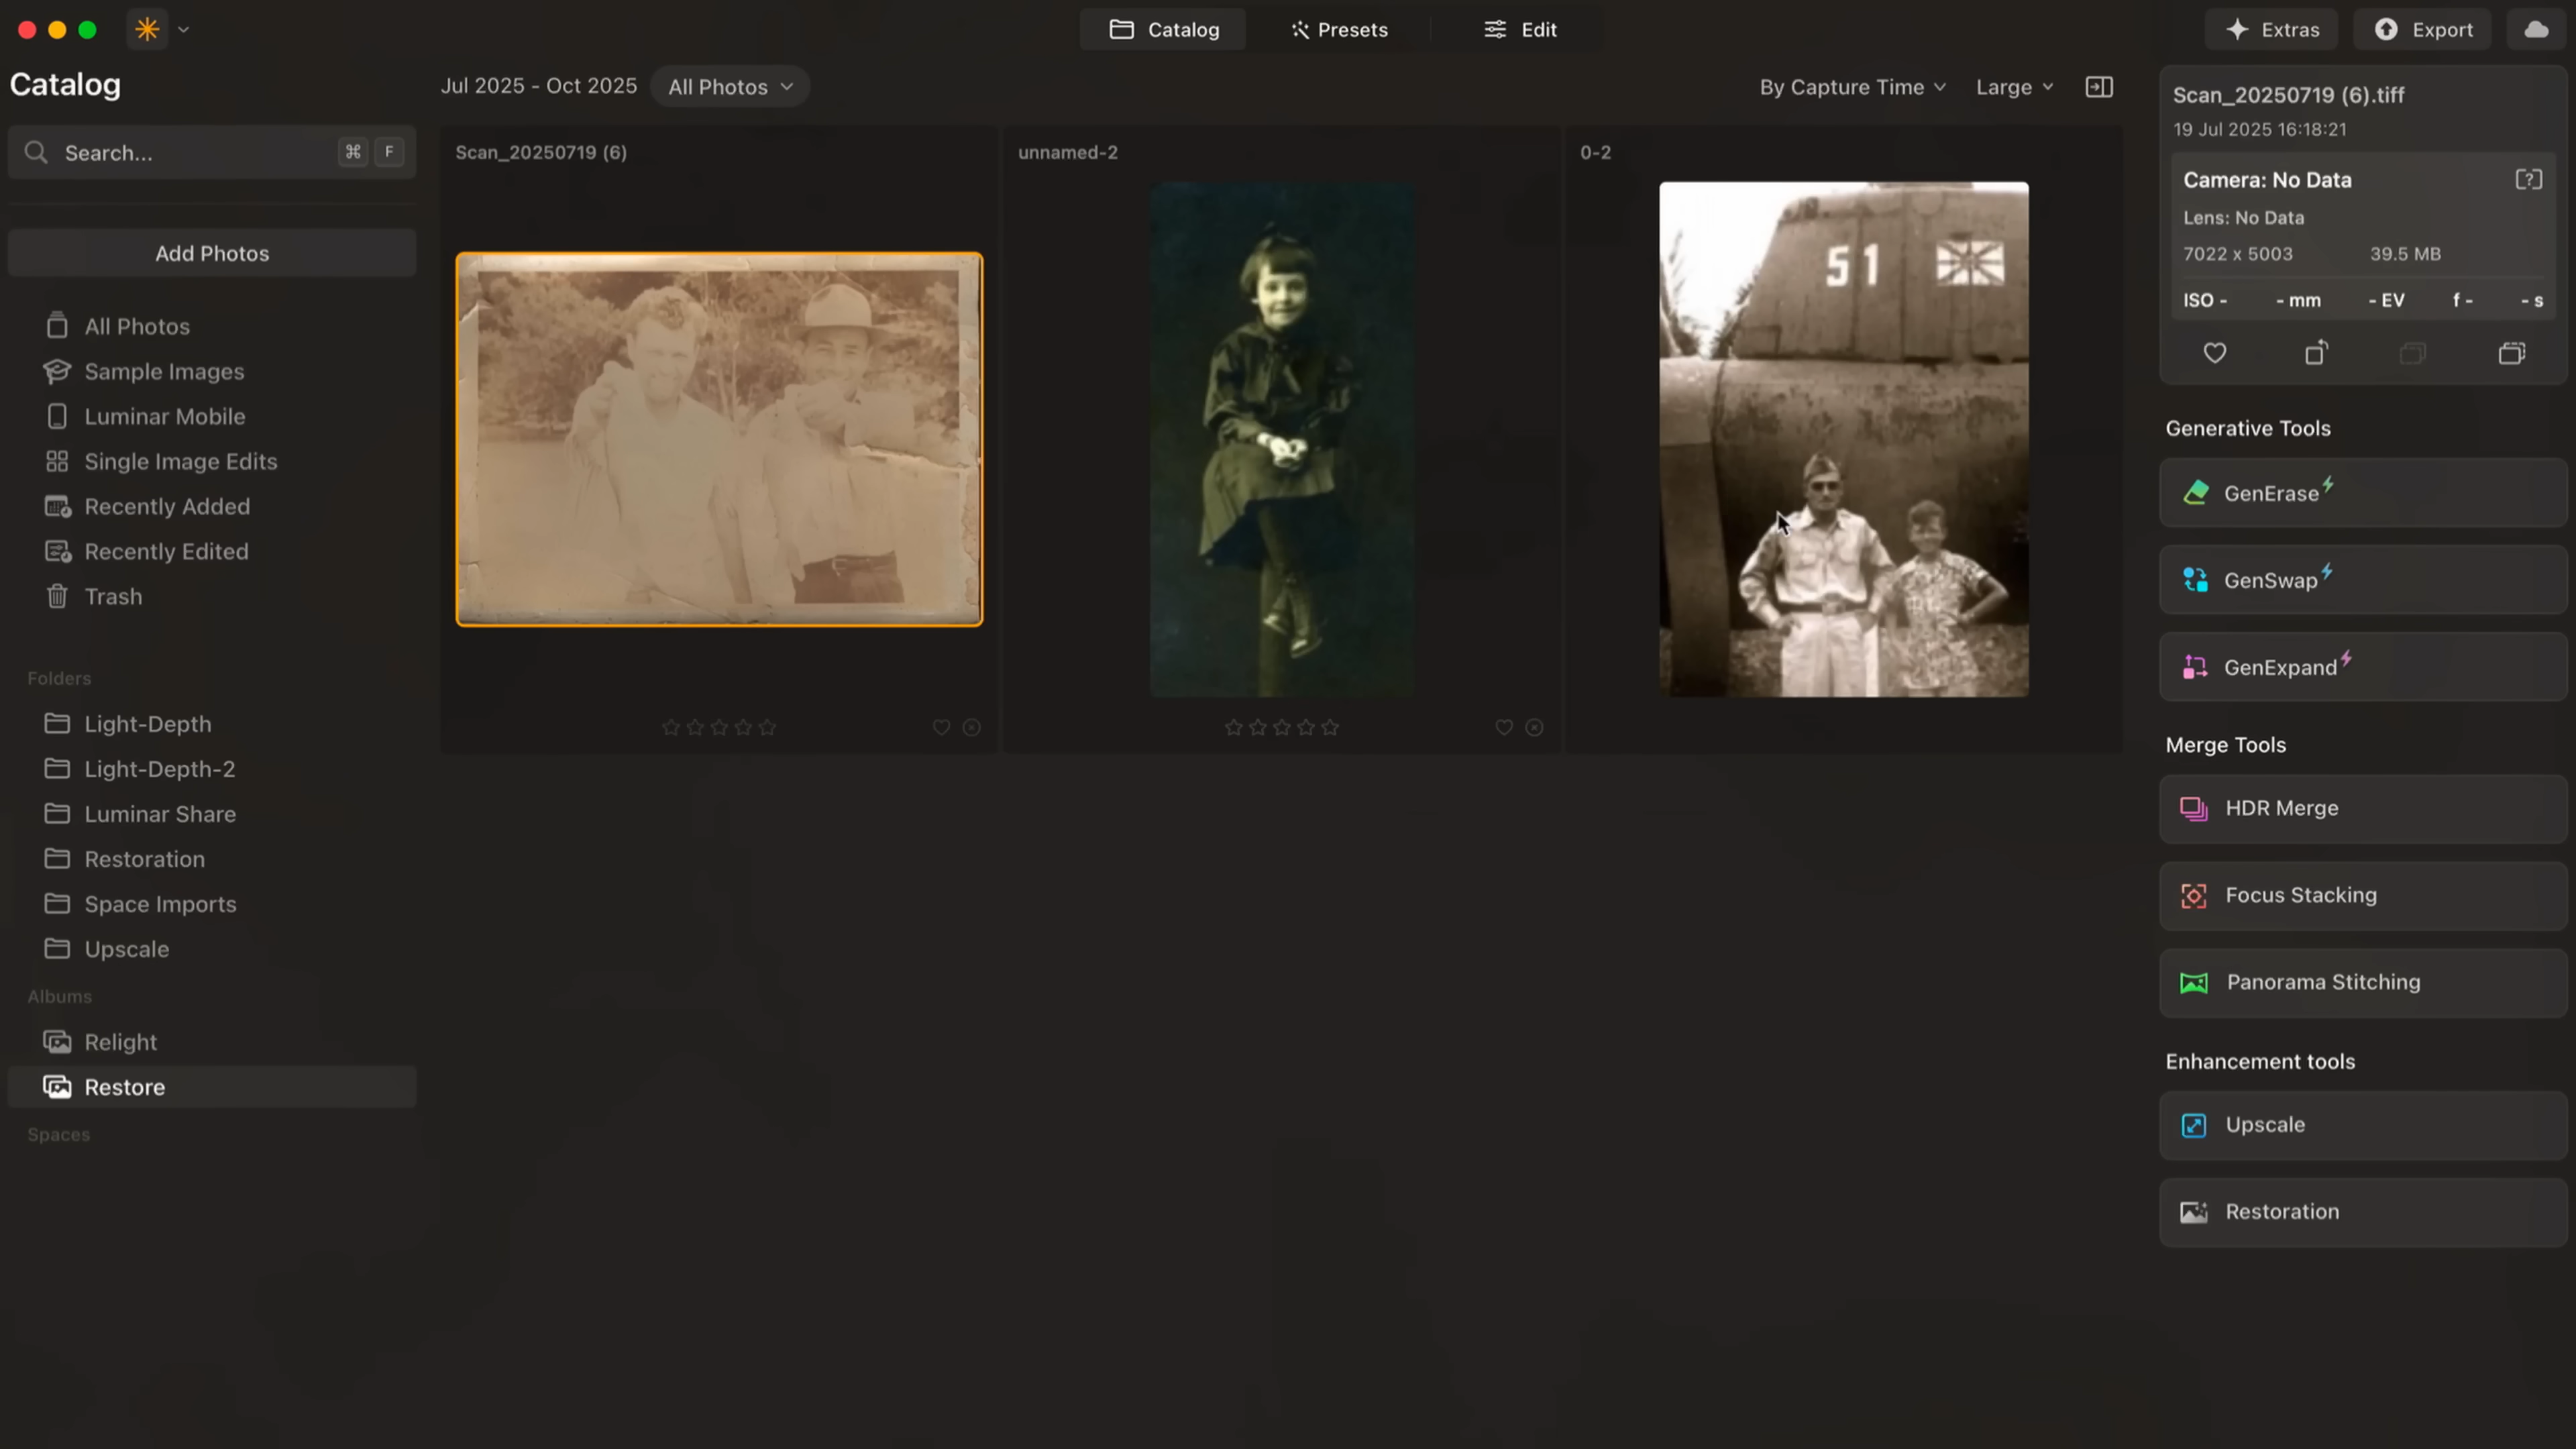 Catalog
Presets
Edit
Extras
Export
Catalog
Jul 2025 - Oct 2025
All Photos
By Capture Time
Large
Search...
⌘ F
Add Photos
All Photos
Sample Images
Luminar Mobile
Single Image Edits
Recently Added
Recently Edited
Trash
Folders
Light-Depth
Light-Depth-2
Luminar Share
Restoration
Space Imports
Upscale
Albums
Relight
Restore
Spaces
Scan_20250719 (6)
unnamed-2
0-2
51
Scan_20250719 (6).tiff
19 Jul 2025 16:18:21
Camera: No Data
[?]
Lens: No Data
7022 x 5003 39.5 MB
ISO - - mm - EV f - - s
Generative Tools
GenErase
GenSwap
GenExpand
Merge Tools
HDR Merge
Focus Stacking
Panorama Stitching
Enhancement tools
Upscale
Restoration